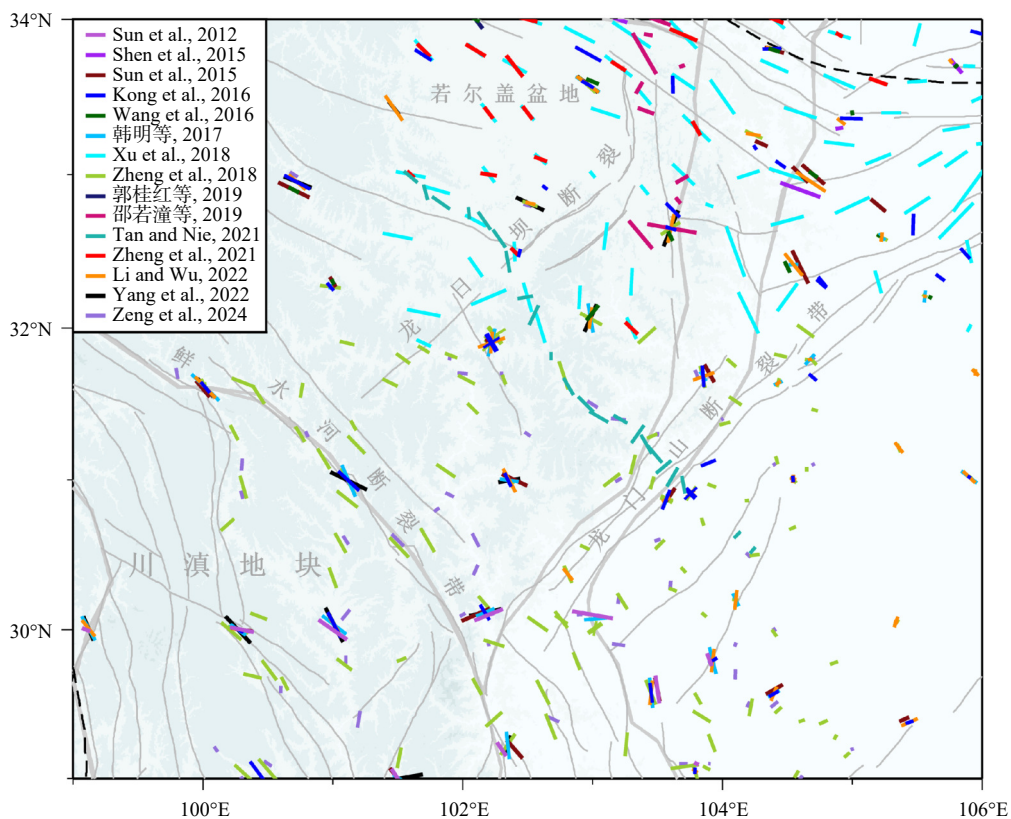 34°N
32°N
30°N
100°E
102°E
104°E
106°E
Sun et al., 2012
Shen et al., 2015
Sun et al., 2015
Kong et al., 2016
Wang et al., 2016
韩明等, 2017
Xu et al., 2018
Zheng et al., 2018
郭桂红等, 2019
邵若潼等, 2019
Tan and Nie, 2021
Zheng et al., 2021
Li and Wu, 2022
Yang et al., 2022
Zeng et al., 2024
若尔盖盆地
龙日坝断裂
鲜水河断裂带
龙门山断裂带
川滇地块